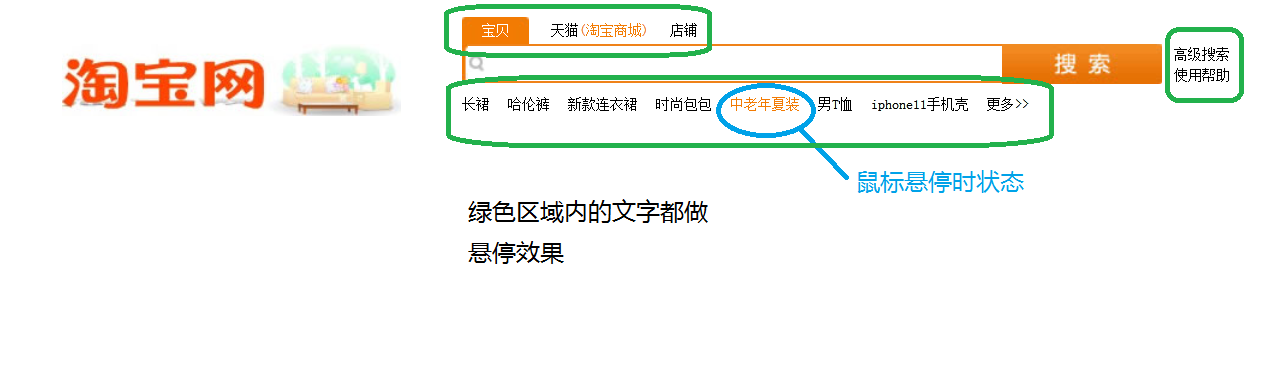 淘宝网
宝贝 天猫(淘宝商城) 店铺
搜索
高级搜索
使用帮助
长裙 哈伦裤 新款连衣裙 时尚包包 中老年夏装 男T恤 iphone11手机壳 更多>>
鼠标悬停时状态
绿色区域内的文字都做
悬停效果